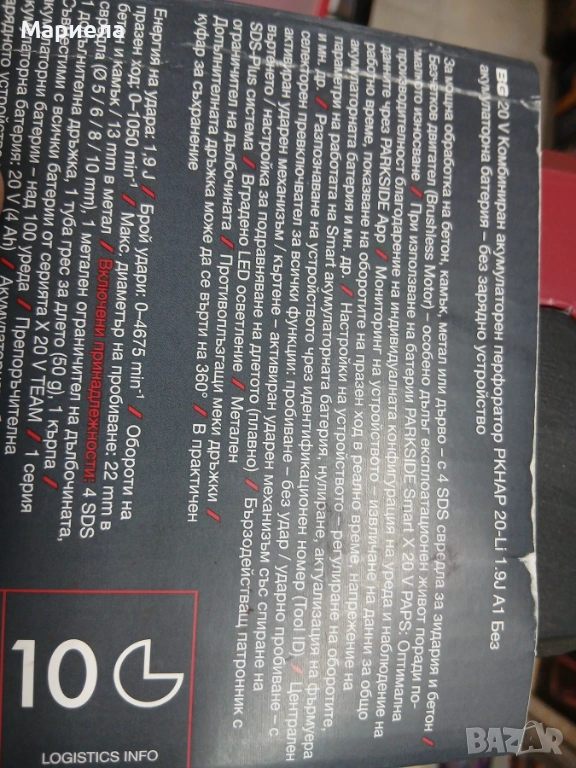 Купи & Кариела
BG 20 V Комбиниран акумулаторен перфоратор PKHAP 20-Li 1.9J A1 Без
акумулаторна батерия – без зарядно устройство
За мощна обработка на бетон, камък, метал или дърво – с 4 SDS свредла за зидария и бетон /
Безчетков двигател (Brushless Motor) – особено дълъг експлоатационен живот поради по-
малкото износване / При използване на батерии PARKSIDE Smart X 20 V PAPS: Оптимална
производителност благодарение на индивидуалната конфигурация на уреда и наблюдение на
данните чрез PARKSIDE App / Мониторинг на устройството – извличане на данни за общо
работно време, показване на оборотите на празен ход в реално време, напрежение на
акумулаторната батерия и мн. др. / Настройки на устройството – регулиране на оборотите,
параметри на работата на Smart акумулаторната батерия, нулиране, актуализация на фърмуера
и мн. др. / Разпознаване на устройството чрез идентификационен номер (Tool ID) / Централен
селекторен превключвател за всички функции: пробиване – без удар / ударно пробиване – с
активиран ударен механизъм / къртене – активиран ударен механизъм със спиране на
въртенето / настройка за подравняване на длетото (плавно) / Бързодействащ патронник с
SDS-Plus система / Вградено LED осветление / Метален
ограничител на дълбочината / Противоплъзгащи меки дръжки /
Допълнителната дръжка може да се върти на 360° / В практичен
куфар за съхранение
Енергия на удара: 1,9 J / Брой удари: 0-4675 min⁻¹ / Обороти на
празен ход: 0-1050 min⁻¹ / Макс. диаметър на пробиване: 22 mm в
бетон и камък / 13 mm в метал / Включени принадлежности: 4 SDS
свредла (Ø 5 / 6 / 8 / 10 mm), 1 метален ограничител на дълбочината,
1 допълнителна дръжка, 1 туба грес за длето (50 g), 1 кърпа /
Съвместими с всички батерии от серията X 20 V TEAM / 1 серия
акумулаторни батерии – над 100 уреда / Препоръчителна
акумулаторна батерия: 20 V (4 Ah) /
10
LOGISTICS INFO
BAZAR